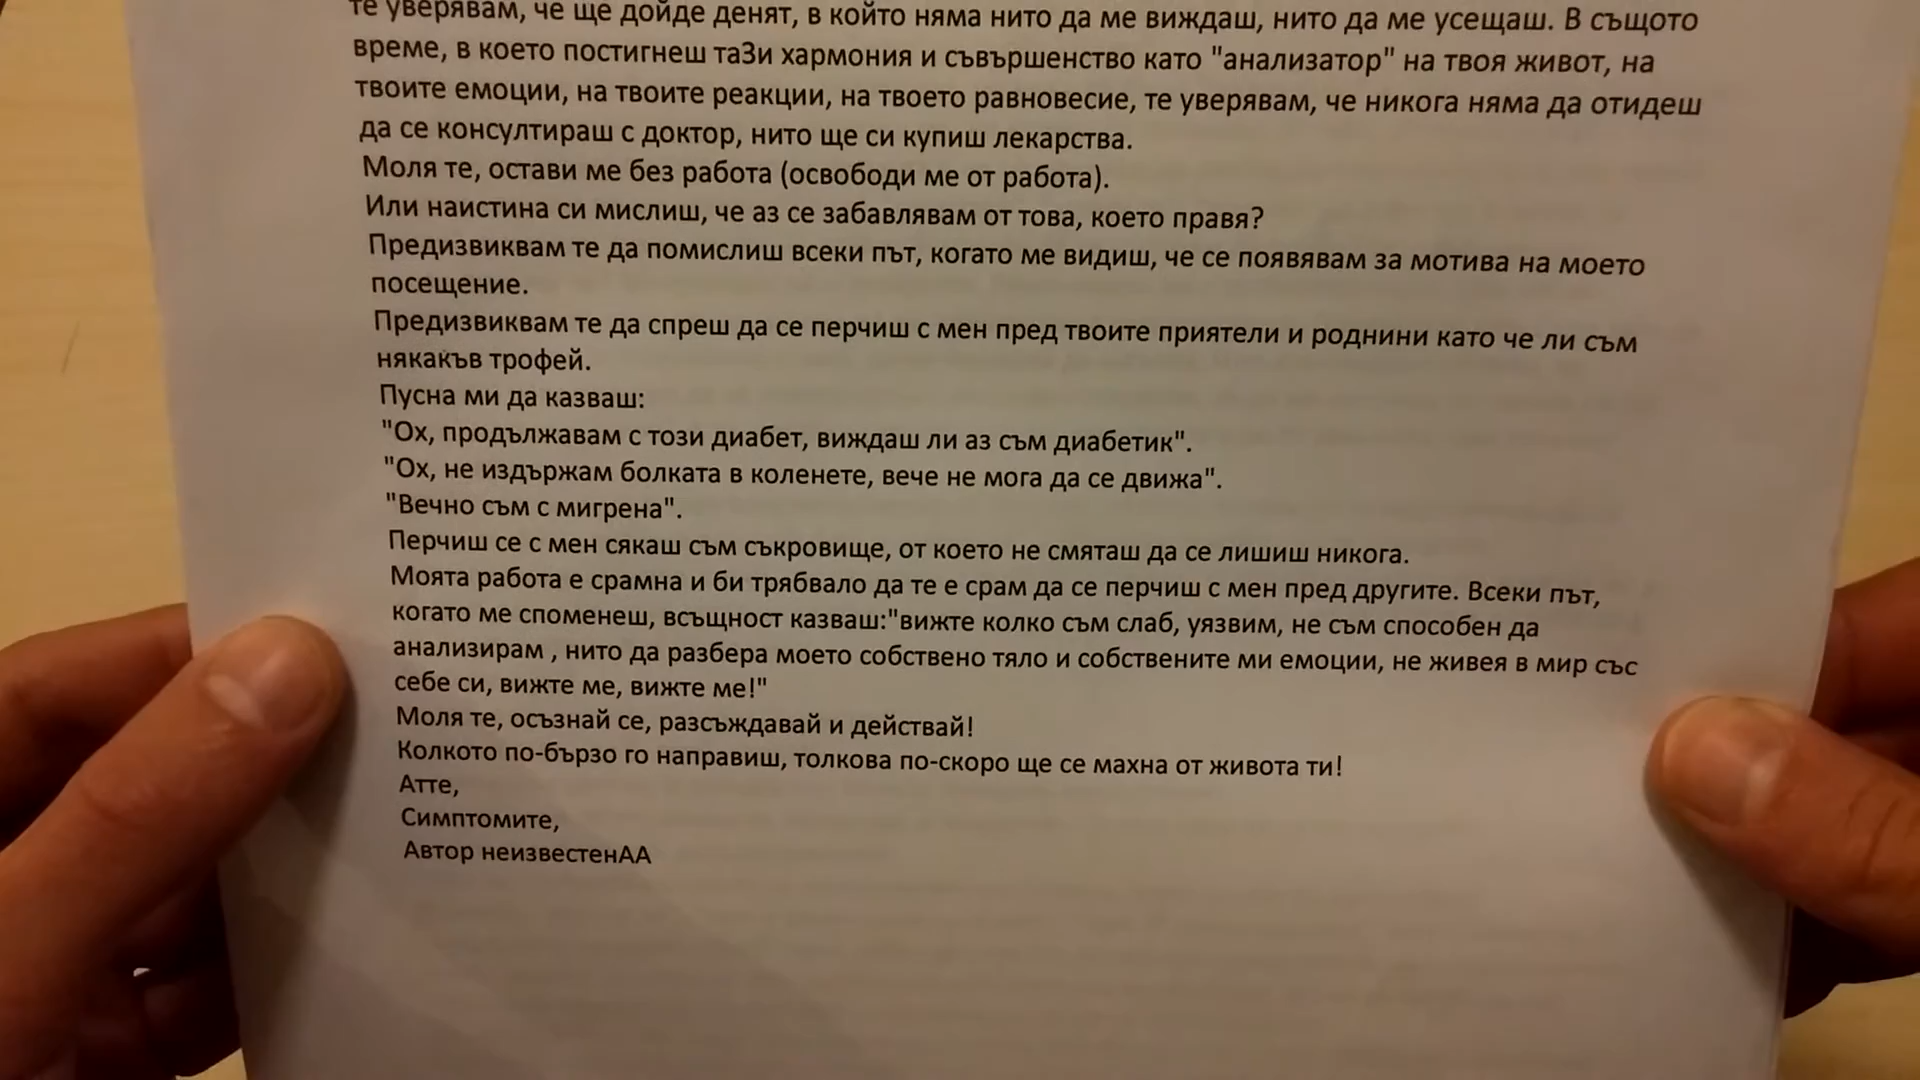 те уверявам, че ще дойде денят, в който няма нито да ме виждаш, нито да ме усещаш. В същото
време, в което постигнеш таЗи хармония и съвършенство като "анализатор" на твоя живот, на
твоите емоции, на твоите реакции, на твоето равновесие, те уверявам, че никога няма да отидеш
да се консултираш с доктор, нито ще си купиш лекарства.
Моля те, остави ме без работа (освободи ме от работа).
Или наистина си мислиш, че аз се забавлявам от това, което правя?
Предизвиквам те да помислиш всеки път, когато ме видиш, че се появявам за мотива на моето
посещение.
Предизвиквам те да спреш да се перчиш с мен пред твоите приятели и роднини като че ли съм
някакъв трофей.
Пусна ми да казваш:
"Ох, продължавам с този диабет, виждаш ли аз съм диабетик".
"Ох, не издържам болката в коленете, вече не мога да се движа".
"Вечно съм с мигрена".
Перчиш се с мен сякаш съм съкровище, от което не смяташ да се лишиш никога.
Моята работа е срамна и би трябвало да те е срам да се перчиш с мен пред другите. Всеки път,
когато ме споменеш, всъщност казваш:"вижте колко съм слаб, уязвим, не съм способен да
анализирам , нито да разбера моето собствено тяло и собствените ми емоции, не живея в мир със
себе си, вижте ме, вижте ме!"
Моля те, осъзнай се, разсъждавай и действай!
Колкото по-бързо го направиш, толкова по-скоро ще се махна от живота ти!
Атте,
Симптомите,
Автор неизвестенАА